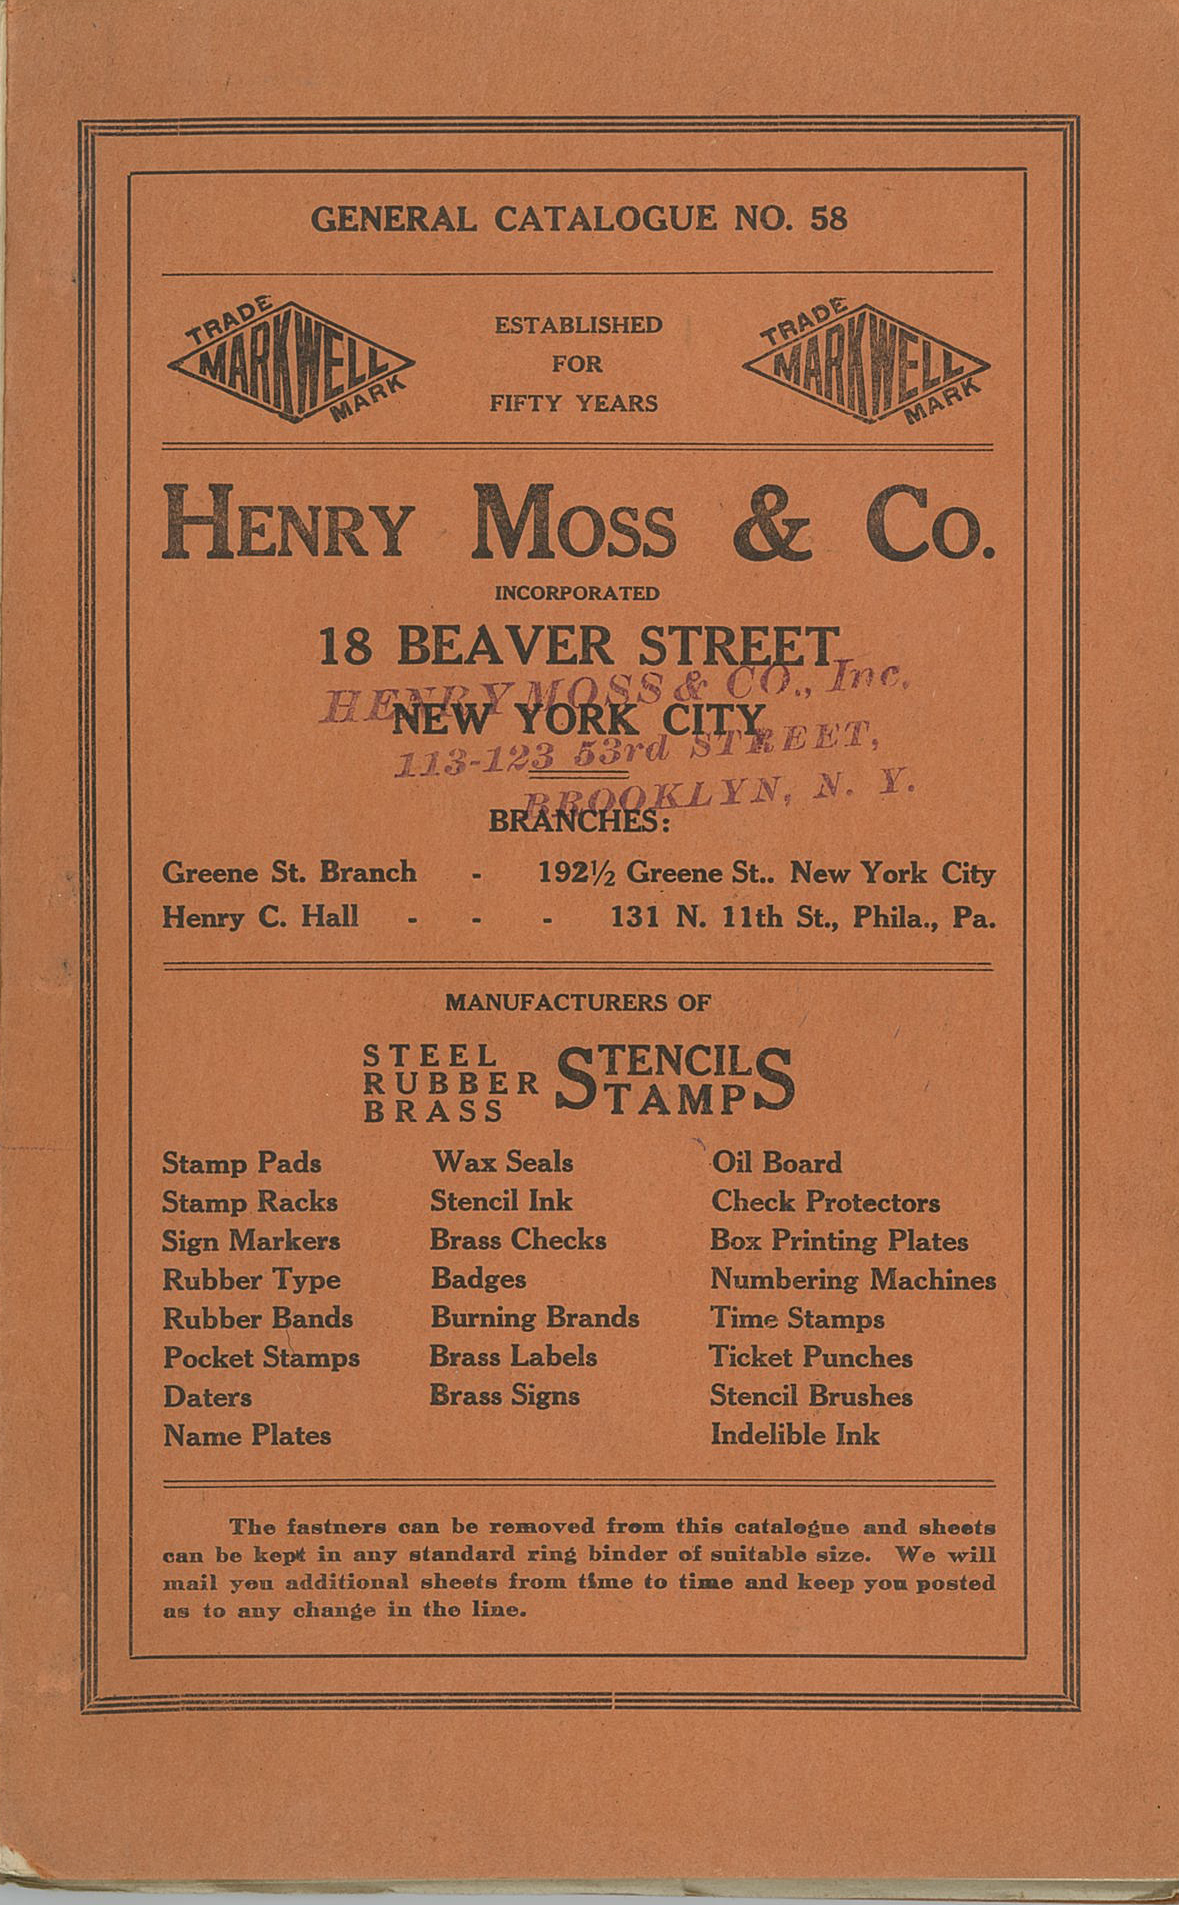 GENERAL CATALOGUE NO. 58
TRADE
MARKWELL
MARK
ESTABLISHED
FOR
FIFTY YEARS
TRADE
MARKWELL
MARK
HENRY MOSS & CO.
INCORPORATED
18 BEAVER STREET
HENRY MOSS & CO., Inc.
NEW YORK CITY
113-123 53rd STREET,
BROOKLYN, N. Y.
BRANCHES:
Greene St. Branch - 192½ Greene St.. New York City
Henry C. Hall - - - 131 N. 11th St., Phila., Pa.
MANUFACTURERS OF
STEEL
RUBBER
BRASS
STENCILS
STAMPS
Stamp Pads Wax Seals Oil Board
Stamp Racks Stencil Ink Check Protectors
Sign Markers Brass Checks Box Printing Plates
Rubber Type Badges Numbering Machines
Rubber Bands Burning Brands Time Stamps
Pocket Stamps Brass Labels Ticket Punches
Daters Brass Signs Stencil Brushes
Name Plates Indelible Ink
The fastners can be removed from this catalogue and sheets
can be kept in any standard ring binder of suitable size. We will
mail you additional sheets from time to time and keep you posted
as to any change in the line.